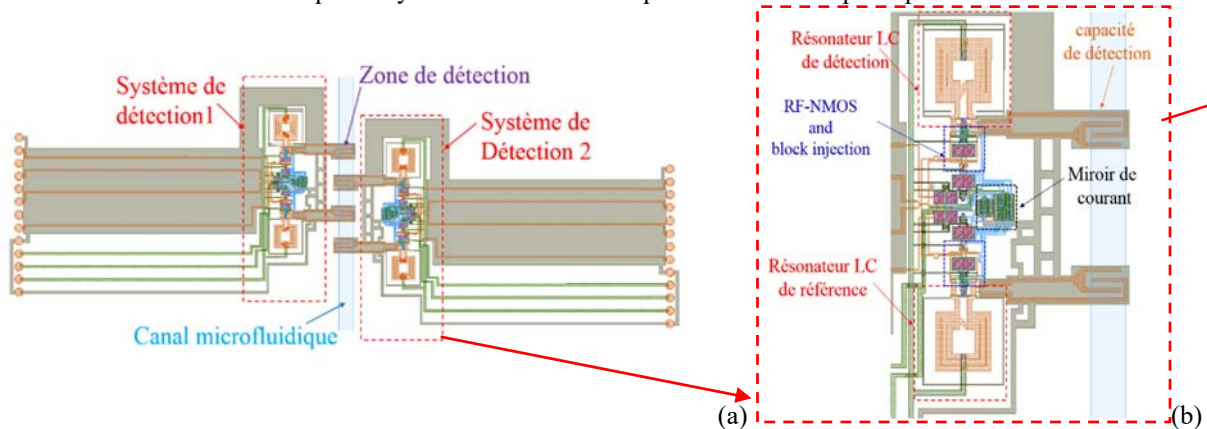 Système de
détection1
Zone de détection
Système de
Détection 2
Canal microfluidique
(a)
Résonateur LC
de détection
capacité
de détection
RF-NMOS
and
block injection
Miroir de
courant
Résonateur LC
de référence
(b)